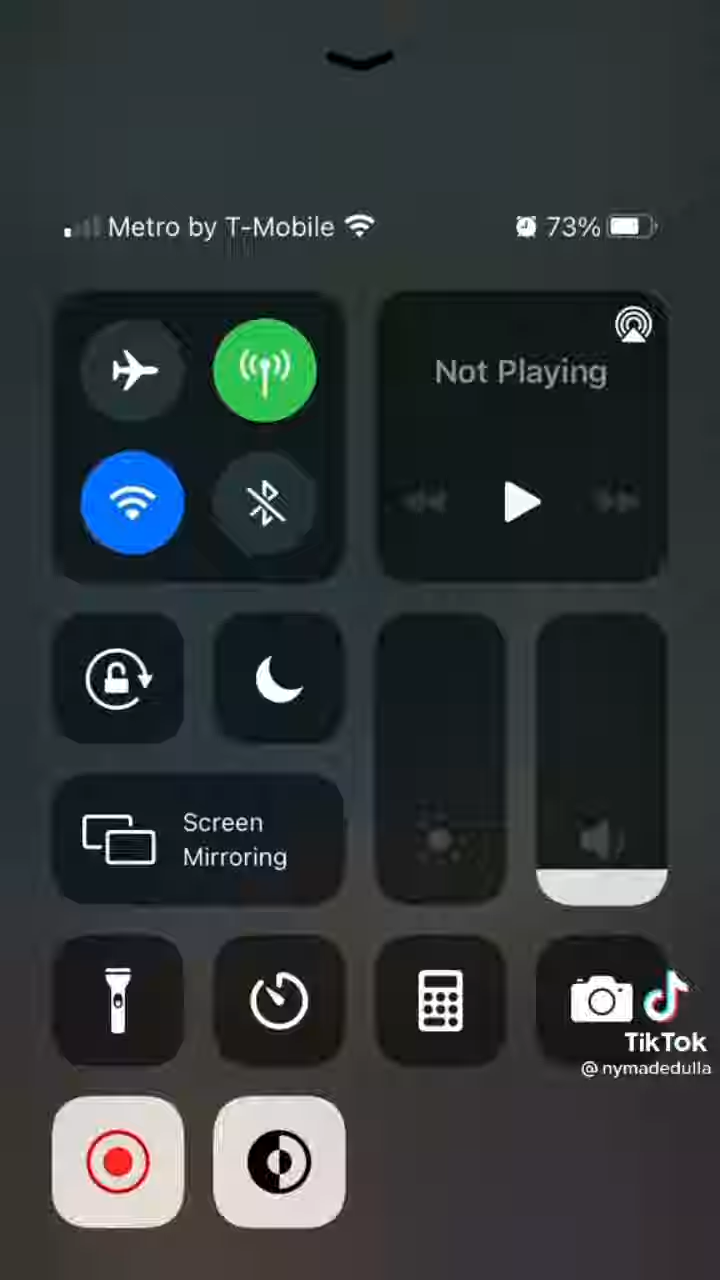 Metro by T-Mobile
73%
Not Playing
Screen
Mirroring
TikTok
@nymadedulla